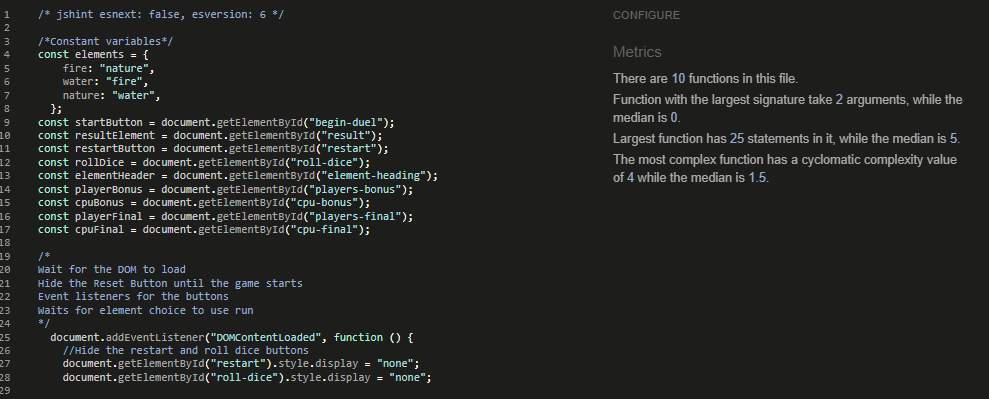 1 /* jshint esnext: false, esversion: 6 */
2
3 /*Constant variables*/
4 const elements = {
5 fire: "nature",
6 water: "fire",
7 nature: "water",
8 };
9 const startButton = document.getElementById("begin-duel");
10 const resultElement = document.getElementById("result");
11 const restartButton = document.getElementById("restart");
12 const rollDice = document.getElementById("roll-dice");
13 const elementHeader = document.getElementById("element-heading");
14 const playerBonus = document.getElementById("players-bonus");
15 const cpuBonus = document.getElementById("cpu-bonus");
16 const playerFinal = document.getElementById("players-final");
17 const cpuFinal = document.getElementById("cpu-final");
18
19 /*
20 Wait for the DOM to load
21 Hide the Reset Button until the game starts
22 Event listeners for the buttons
23 Waits for element choice to use run
24 */
25 document.addEventListener("DOMContentLoaded", function () {
26 //Hide the restart and roll dice buttons
27 document.getElementById("restart").style.display = "none";
28 document.getElementById("roll-dice").style.display = "none";
29
CONFIGURE
Metrics
There are 10 functions in this file.
Function with the largest signature take 2 arguments, while the
median is 0.
Largest function has 25 statements in it, while the median is 5.
The most complex function has a cyclomatic complexity value
of 4 while the median is 1.5.